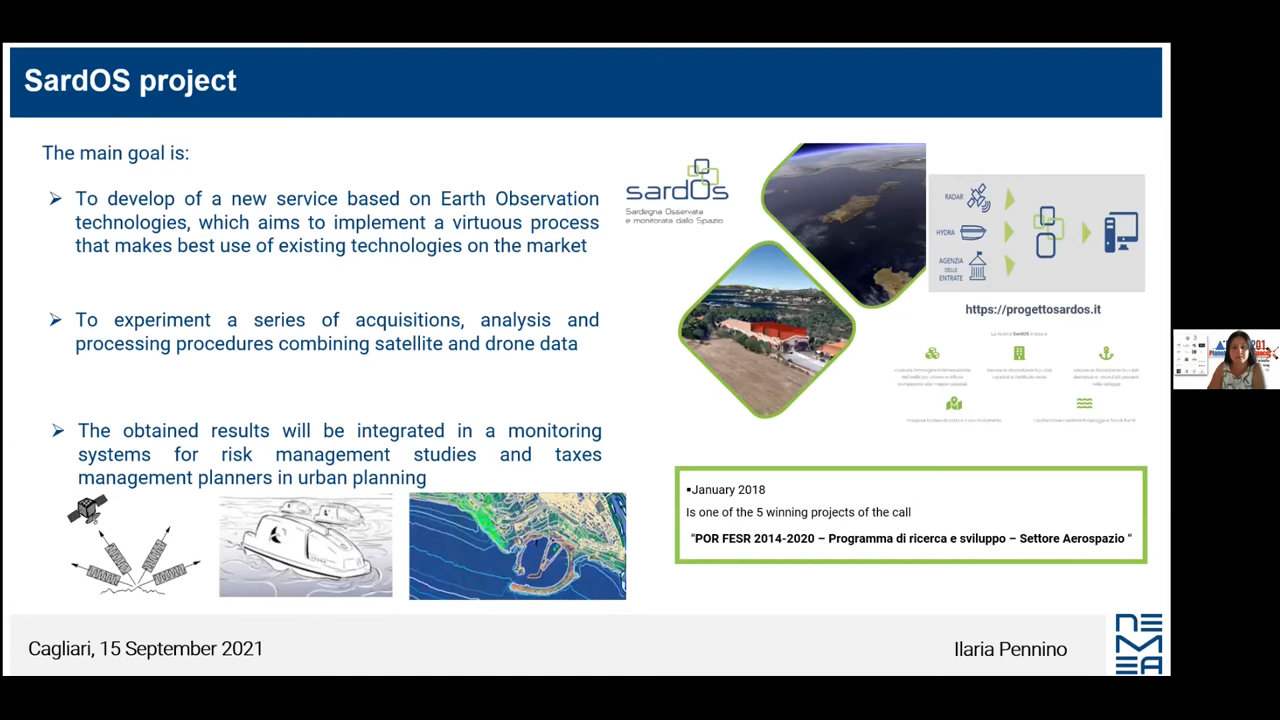 SardOS project
The main goal is:
To develop of a new service based on Earth Observation
technologies, which aims to implement a virtuous process
that makes best use of existing technologies on the market
To experiment a series of acquisitions, analysis and
processing procedures combining satellite and drone data
The obtained results will be integrated in a monitoring
systems for risk management studies and taxes
management planners in urban planning
sardOs
Sardegna Osservata
e monitorata dallo Spazio
RADAR
HYDRA
AGENZIA
DELLE
ENTRATE
https://progettosardos.it
▪January 2018
Is one of the 5 winning projects of the call
“POR FESR 2014-2020 – Programma di ricerca e sviluppo – Settore Aerospazio “
Cagliari, 15 September 2021
Ilaria Pennino
NEMEA